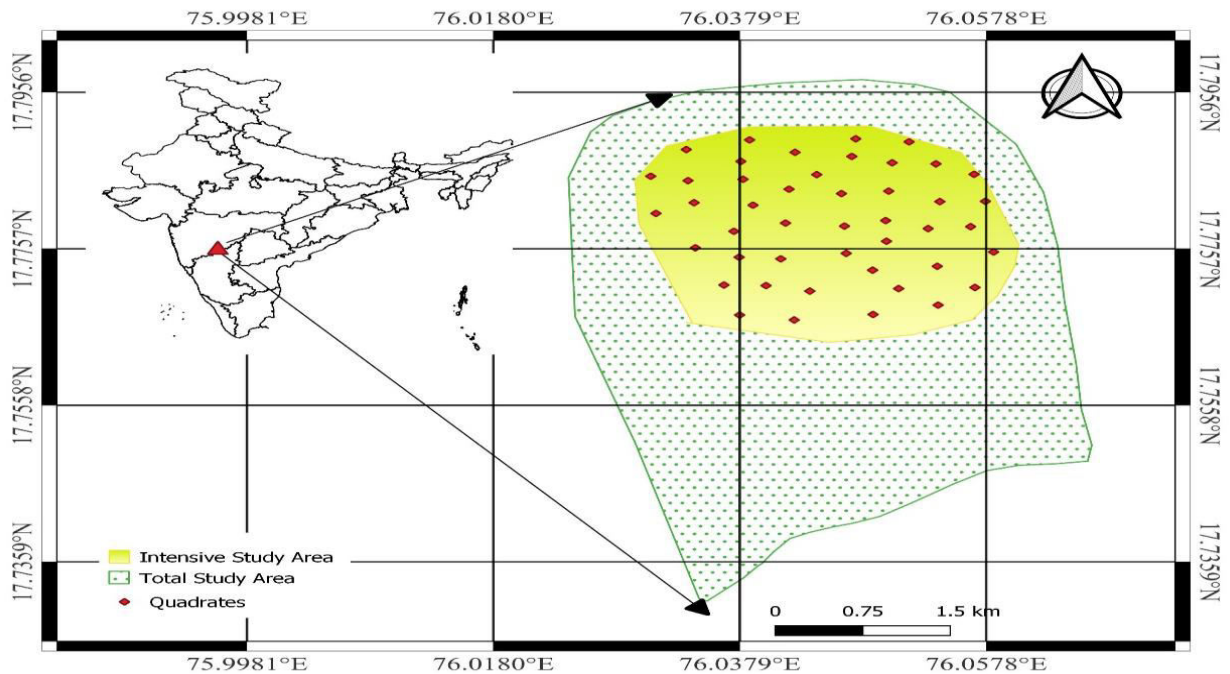 75.9981°E 76.0180°E 76.0379°E 76.0578°E
17.7956°N 17.7956°N
17.7757°N 17.7757°N
17.7558°N 17.7558°N
17.7359°N 17.7359°N
Intensive Study Area
Total Study Area
Quadrates
0 0.75 1.5 km
75.9981°E 76.0180°E 76.0379°E 76.0578°E